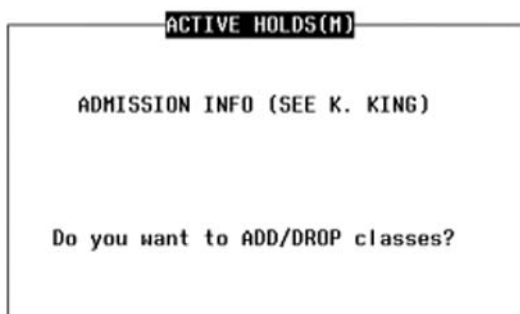 ACTIVE HOLDS(M)
ADMISSION INFO (SEE K. KING)
Do you want to ADD/DROP classes?